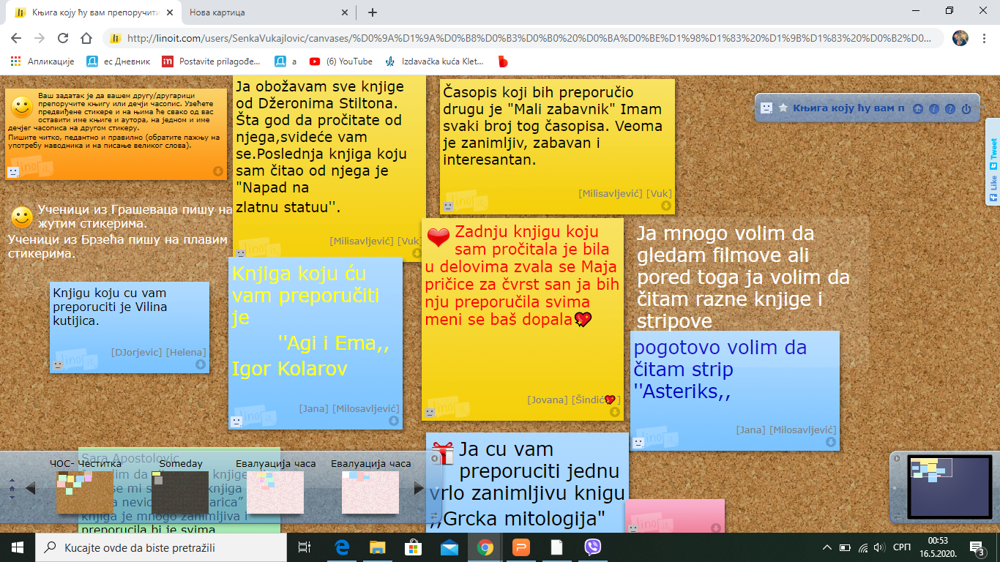 Књига коју ћу вам препоручити
Нова картица
http://linoit.com/users/SenkaVukajlovic/canvases/%D0%9A%D1%9A%D0%B8%D0%B3%D0%B0%20%D0%BA%D0%BE%D1%98%D1%83%20%D1%9B%D1%83%20%D0%B2%D0...
Апликације
ес Дневник
Postavite prilagođe...
а
(6) YouTube
Izdavačka kuća Klet...
Ваш задатак је да вашем другу/другарици
препоручите књигу или дечји часопис. Узећете
предвиђене стикере и на њима ће свако од вас
оставити име књиге и аутора, на једном и име
дечјег часописа на другом стикеру.
Пишите читко, педантно и правилно (обратите пажњу на
употребу наводника и на писање великог слова).
Ученици из Грашеваца пишу на
жутим стикерима.
Ученици из Брзећа пишу на плавим
стикерима.
Ja obožavam sve knjige
od Džeronima Stiltona.
Šta god da pročitate od
njega,svideće vam
se.Poslednja knjiga koju
sam čitao od njega je
"Napad na
zlatnu statuu''.
[Milisavljević] [Vuk]
Časopis koji bih preporučio
drugu je "Mali zabavnik" Imam
svaki broj tog časopisa. Veoma
je zanimljiv, zabavan i
interesantan.
[Milisavljević] [Vuk]
Књига коју ћу вам п
Like
Tweet
Knjigu koju cu vam
preporuciti je Vilina
kutijica.
[DJorjevic] [Helena]
Knjiga koju ću
vam preporučiti
je
''Agi i Ema,,
Igor Kolarov
[Jana] [Milosavljević]
Zadnju knjigu koju
sam pročitala je bila
u delovima zvala se Maja
pričice za čvrst san ja bih
nju preporučila svima
meni se baš dopala💖
[Jovana] [Šindić💖]
Ja mnogo volim da
gledam filmove ali
pored toga ja volim da
čitam razne knjige i
stripove
pogotovo volim da
čitam strip
''Asteriks,,
[Jana] [Milosavljević]
Ja cu vam
preporuciti jednu
vrlo zanimljivu knigu
,,Grcka mitologija"
Sara Apostolovic
knjiga je mnogo zanimljiva i
preporucila bi je svima
ЧОС- Честитка
Someday
Евалуација часа
Евалуација часа
Kucajte ovde da biste pretražili
СРП
00:53
16.5.2020.
3